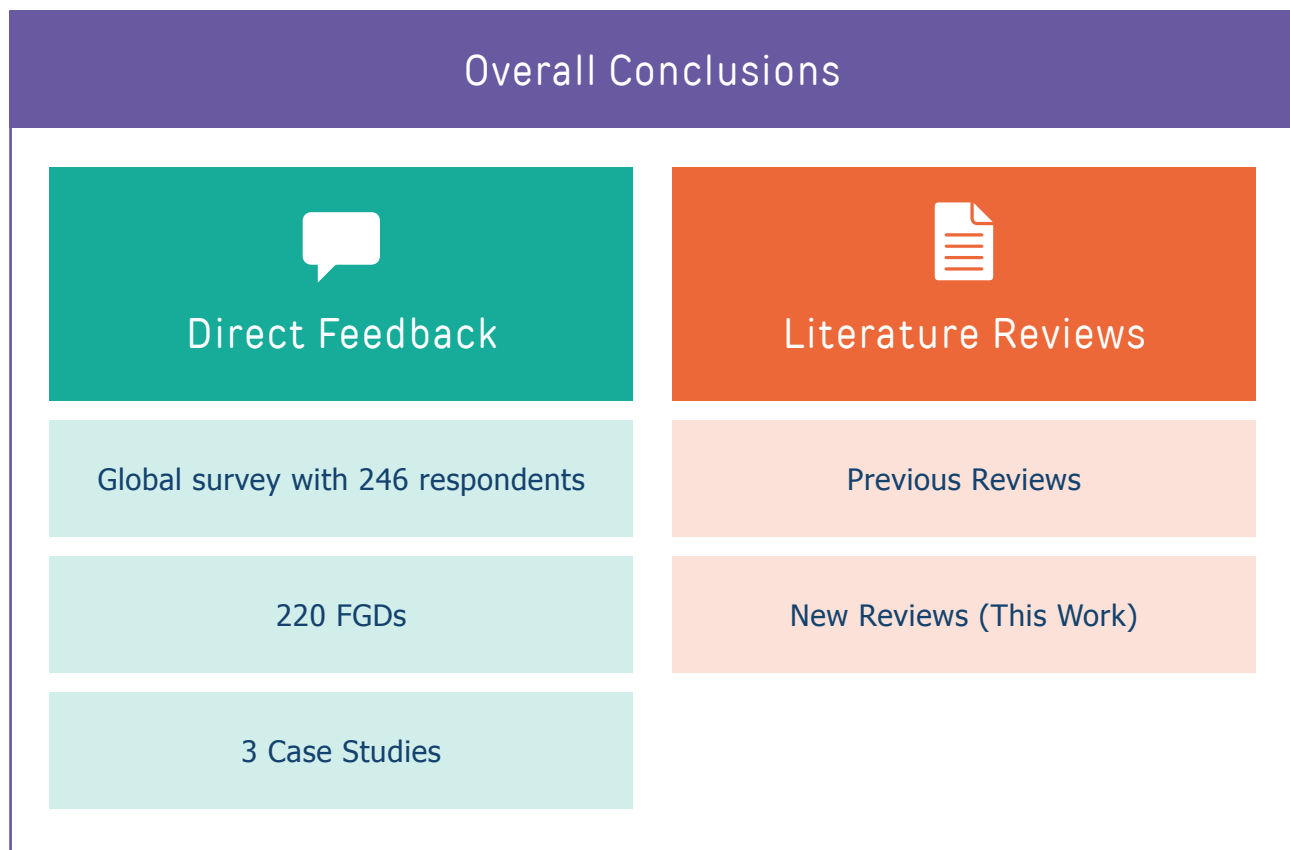 Overall Conclusions
Direct Feedback
Global survey with 246 respondents
220 FGDs
3 Case Studies
Literature Reviews
Previous Reviews
New Reviews (This Work)